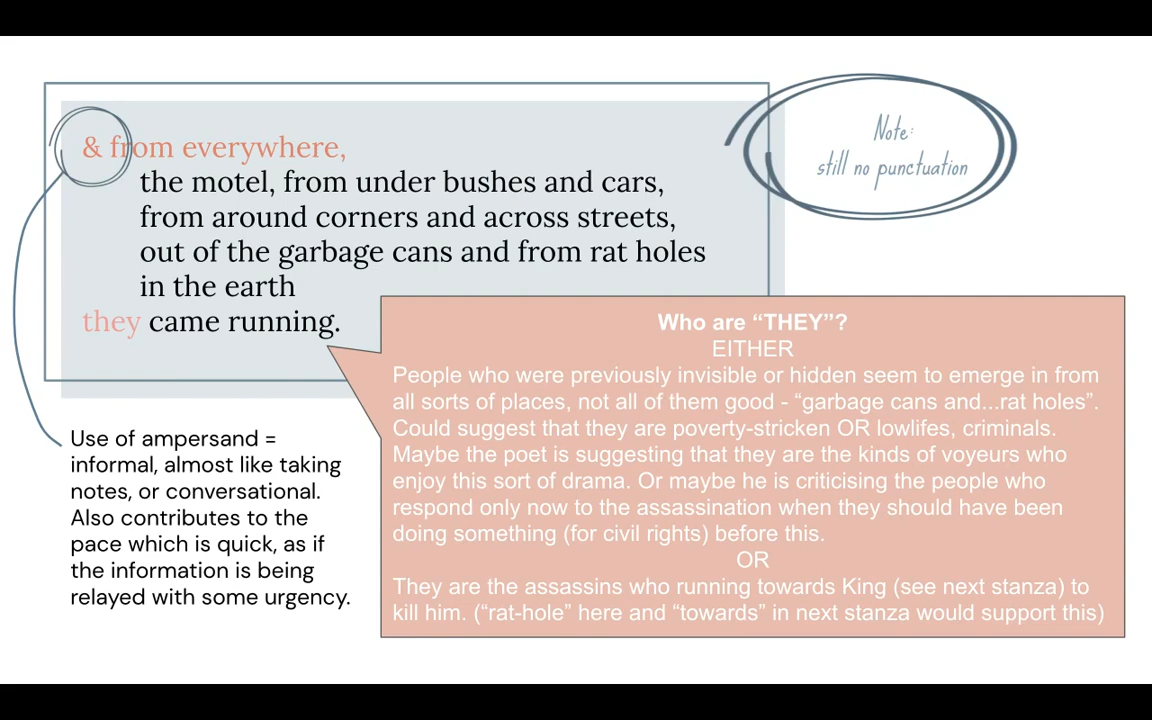 & from everywhere,
the motel, from under bushes and cars,
from around corners and across streets,
out of the garbage cans and from rat holes
in the earth
they came running.
Note:
still no punctuation
Who are “THEY”?
EITHER
People who were previously invisible or hidden seem to emerge in from
all sorts of places, not all of them good - “garbage cans and...rat holes”.
Could suggest that they are poverty-stricken OR lowlifes, criminals.
Maybe the poet is suggesting that they are the kinds of voyeurs who
enjoy this sort of drama. Or maybe he is criticising the people who
respond only now to the assassination when they should have been
doing something (for civil rights) before this.
OR
They are the assassins who running towards King (see next stanza) to
kill him. (“rat-hole” here and “towards” in next stanza would support this)
Use of ampersand =
informal, almost like taking
notes, or conversational.
Also contributes to the
pace which is quick, as if
the information is being
relayed with some urgency.